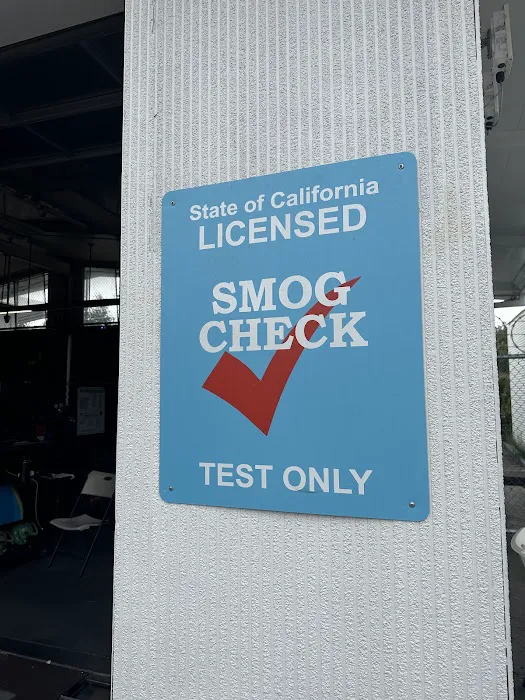 State of California
LICENSED
SMOG
CHECK
TEST ONLY